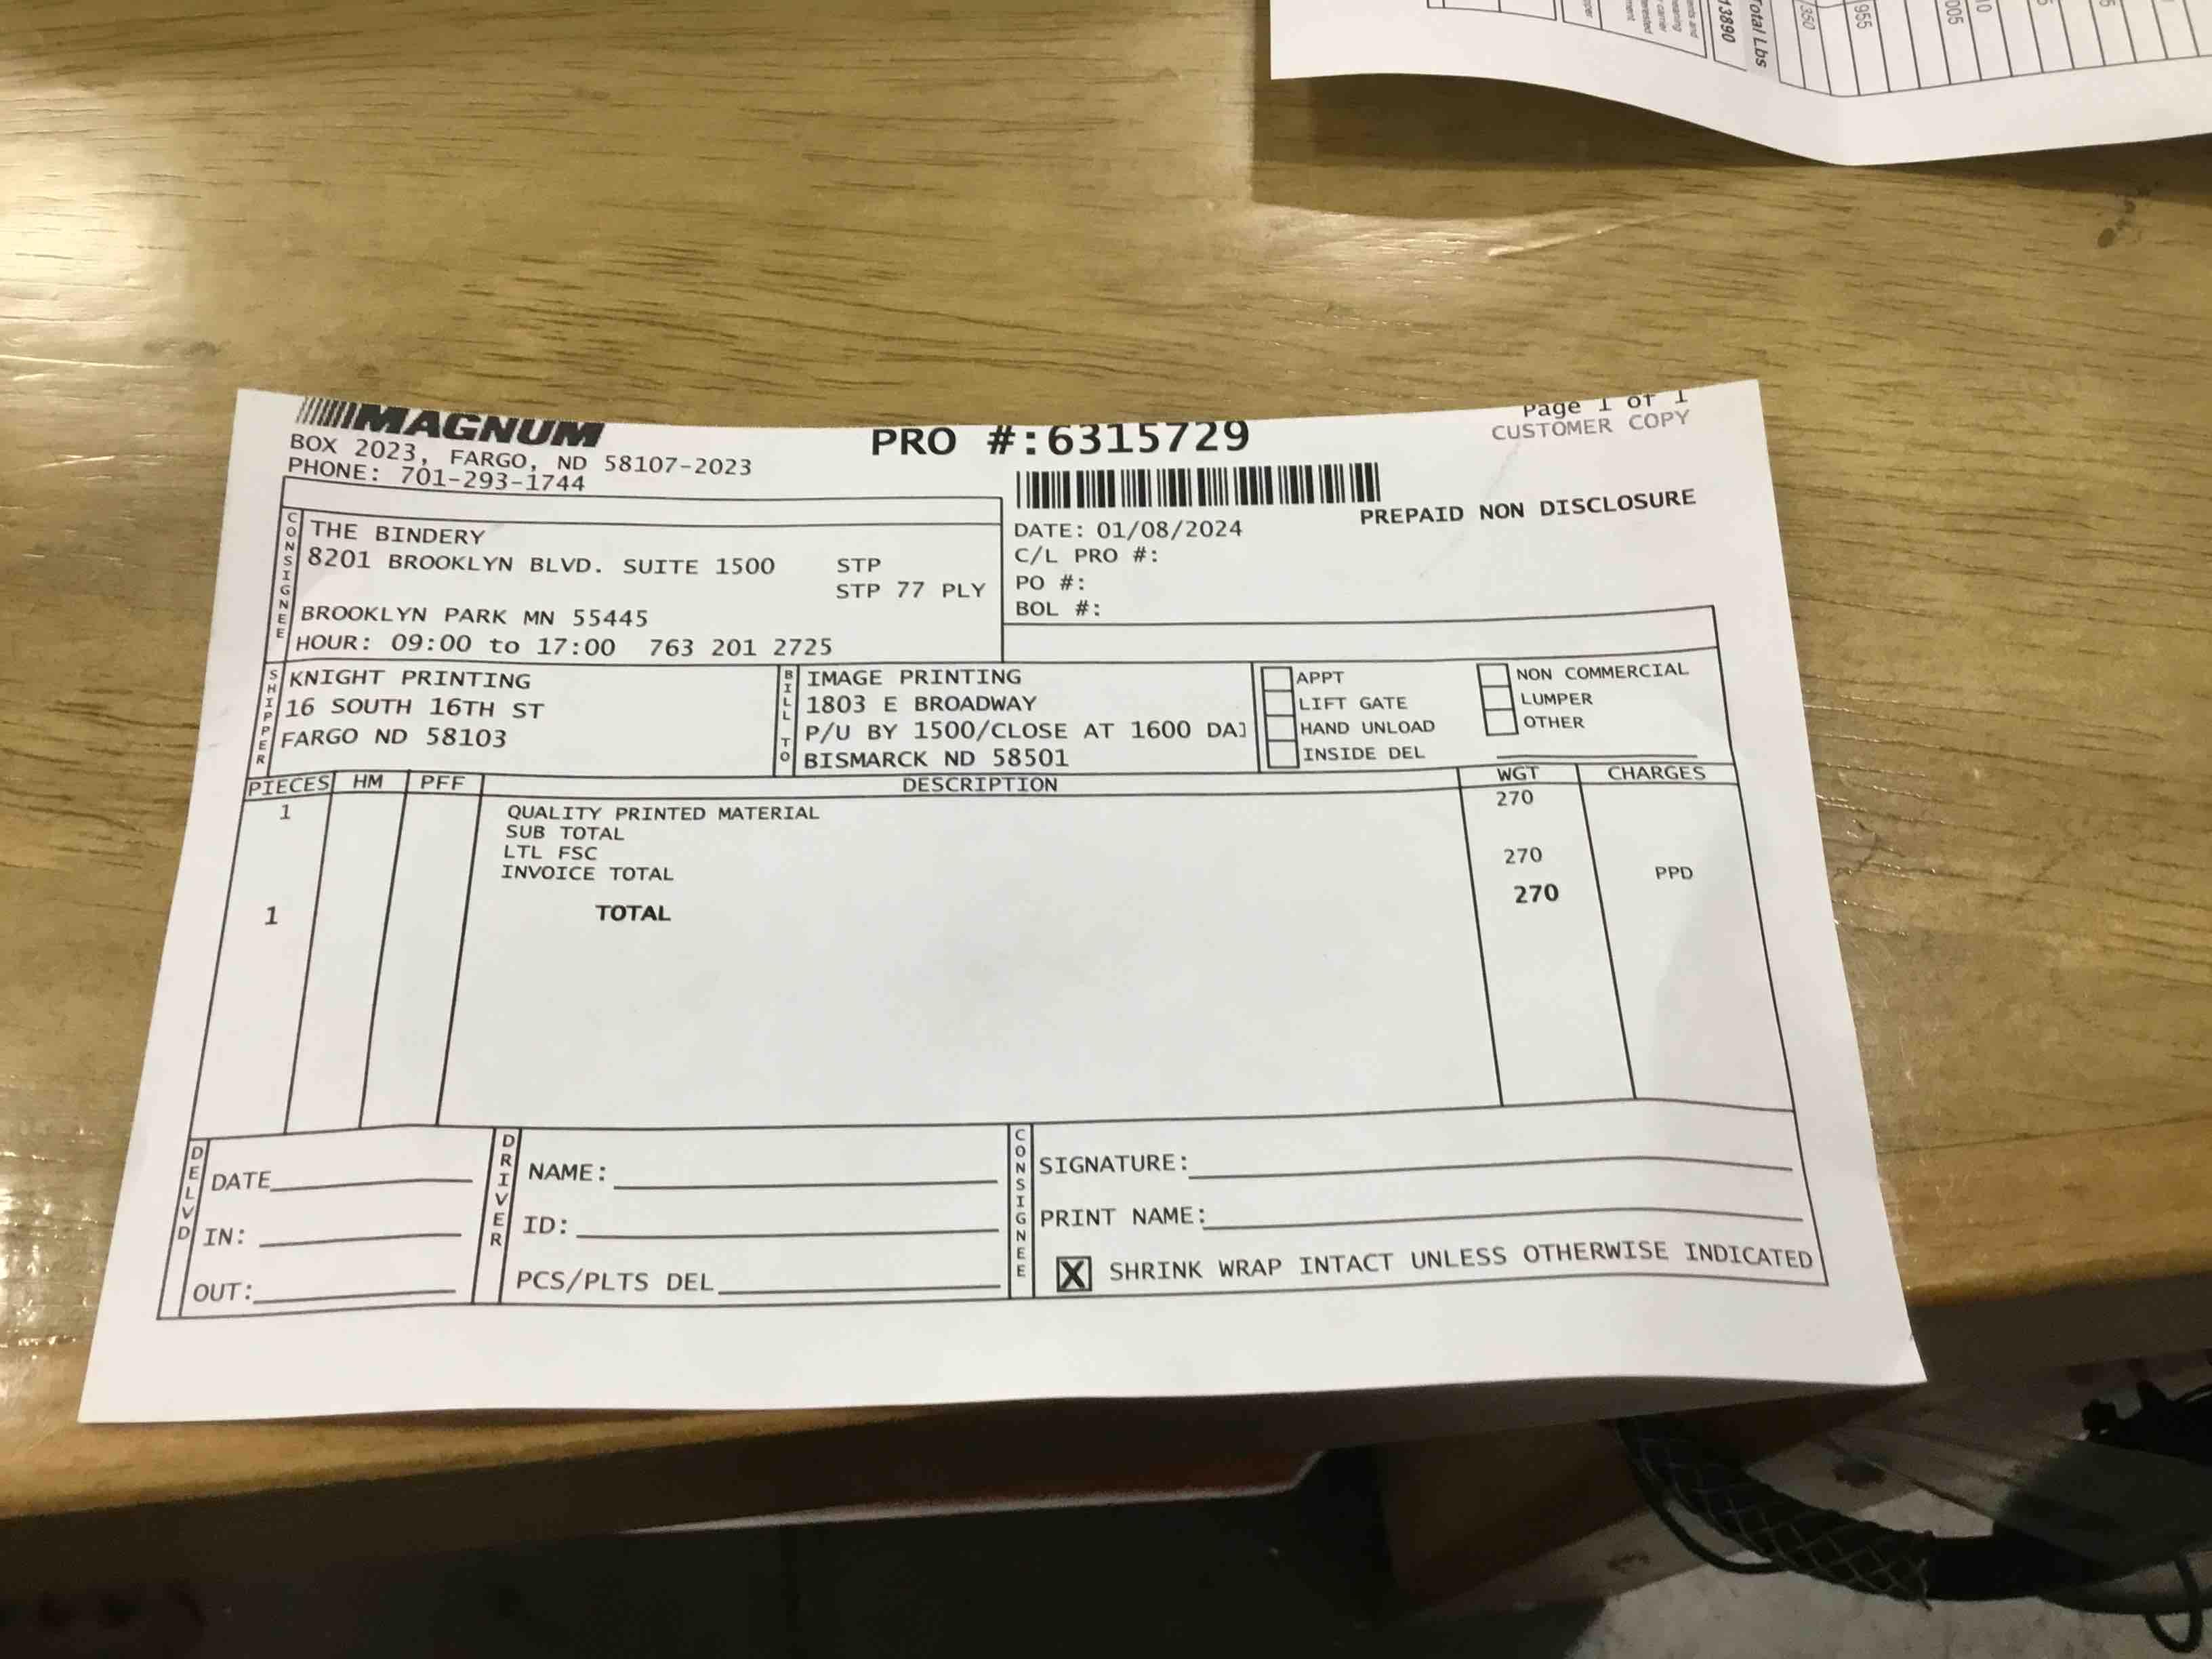 MAGNUM
BOX 2023, FARGO, ND 58107-2023
PHONE: 701-293-1744
PRO #:6315729
Page 1 of 1
CUSTOMER COPY
PREPAID NON DISCLOSURE
CONSIGNEE
THE BINDERY
8201 BROOKLYN BLVD. SUITE 1500 STP
STP 77 PLY
BROOKLYN PARK MN 55445
HOUR: 09:00 to 17:00 763 201 2725
DATE: 01/08/2024
C/L PRO #:
PO #:
BOL #:
SHIPPER
KNIGHT PRINTING
16 SOUTH 16TH ST
FARGO ND 58103
BILL TO
IMAGE PRINTING
1803 E BROADWAY
P/U BY 1500/CLOSE AT 1600
BISMARCK ND 58501
APPT
LIFT GATE
HAND UNLOAD
INSIDE DEL
NON COMMERCIAL
LUMPER
OTHER
PIECES HM PFF DESCRIPTION WGT CHARGES
1 QUALITY PRINTED MATERIAL 270
SUB TOTAL
LTL FSC 270
INVOICE TOTAL PPD
1 TOTAL 270
DELVD
DATE
IN:
OUT:
DRIVER
NAME:
ID:
PCS/PLTS DEL
CONSIGNEE
SIGNATURE:
PRINT NAME:
X SHRINK WRAP INTACT UNLESS OTHERWISE INDICATED
13890
Total Lbs
350
955
005